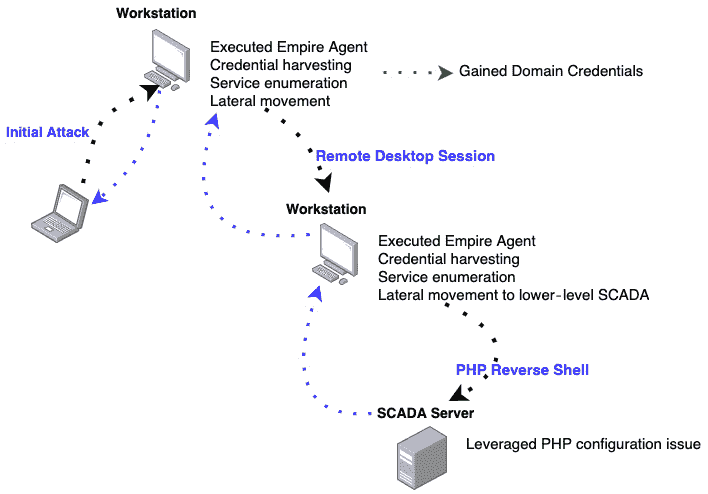 Workstation
Executed Empire Agent
Credential harvesting
Service enumeration
Lateral movement
Gained Domain Credentials
Initial Attack
Remote Desktop Session
Workstation
Executed Empire Agent
Credential harvesting
Service enumeration
Lateral movement to lower-level SCADA
PHP Reverse Shell
SCADA Server
Leveraged PHP configuration issue